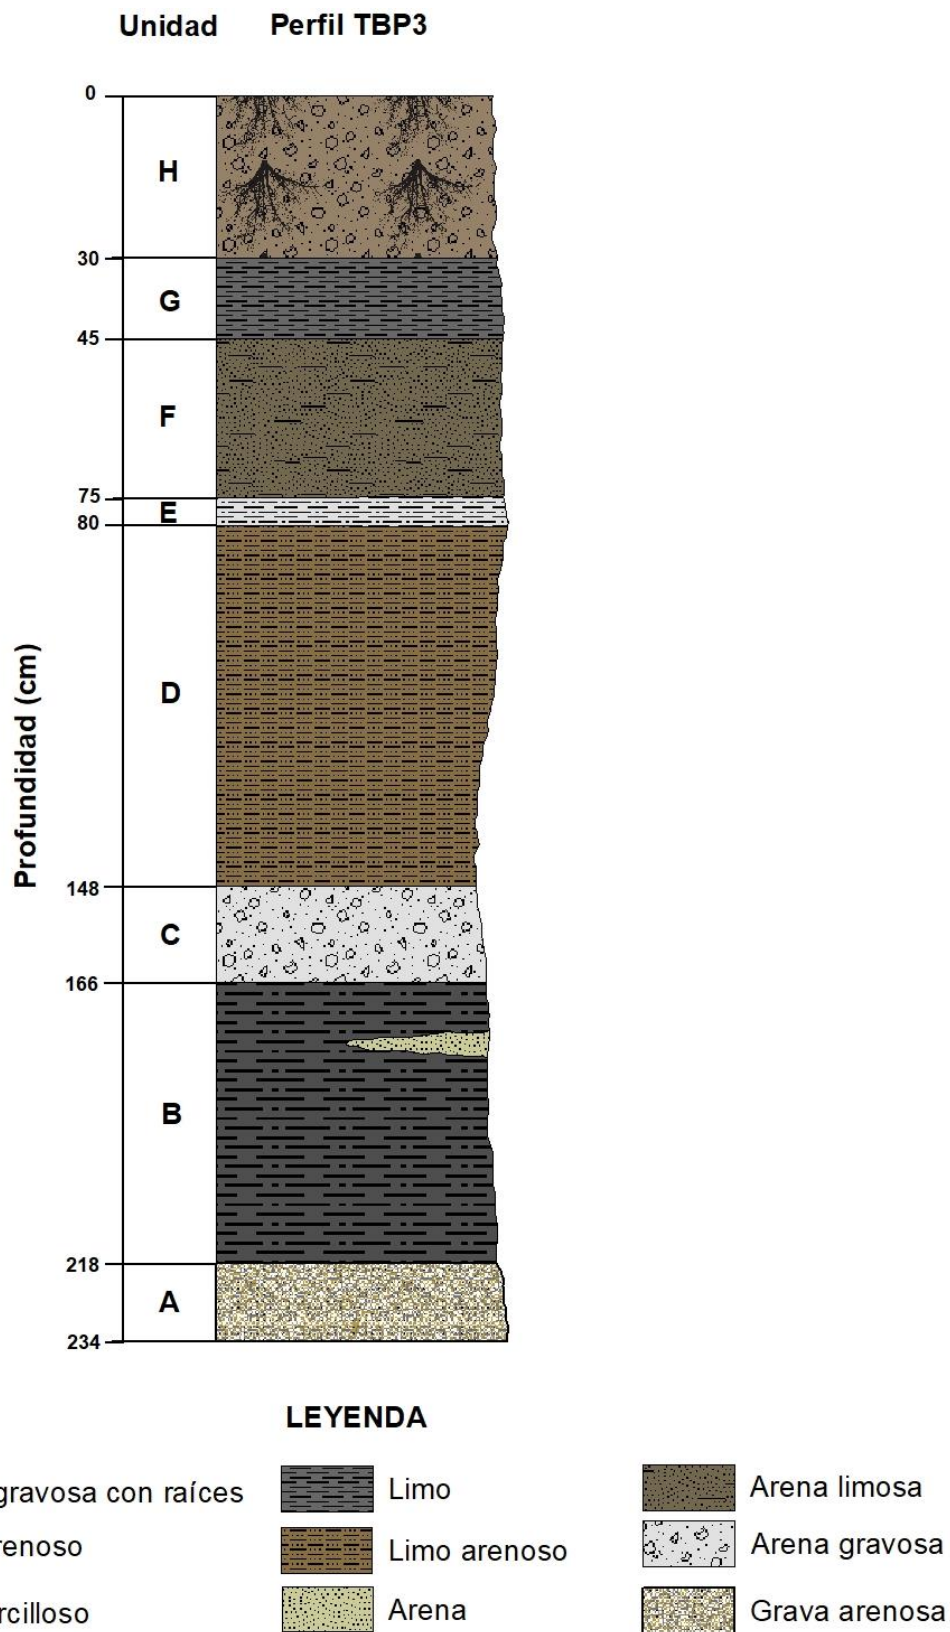 Unidad Perfil TBP3
0
H
30
G
45
F
75
E
80
D
Profundidad (cm)
148
C
166
B
218
A
234
LEYENDA
gravosa con raíces Limo Arena limosa
renoso Limo arenoso Arena gravosa
rcilloso Arena Grava arenosa